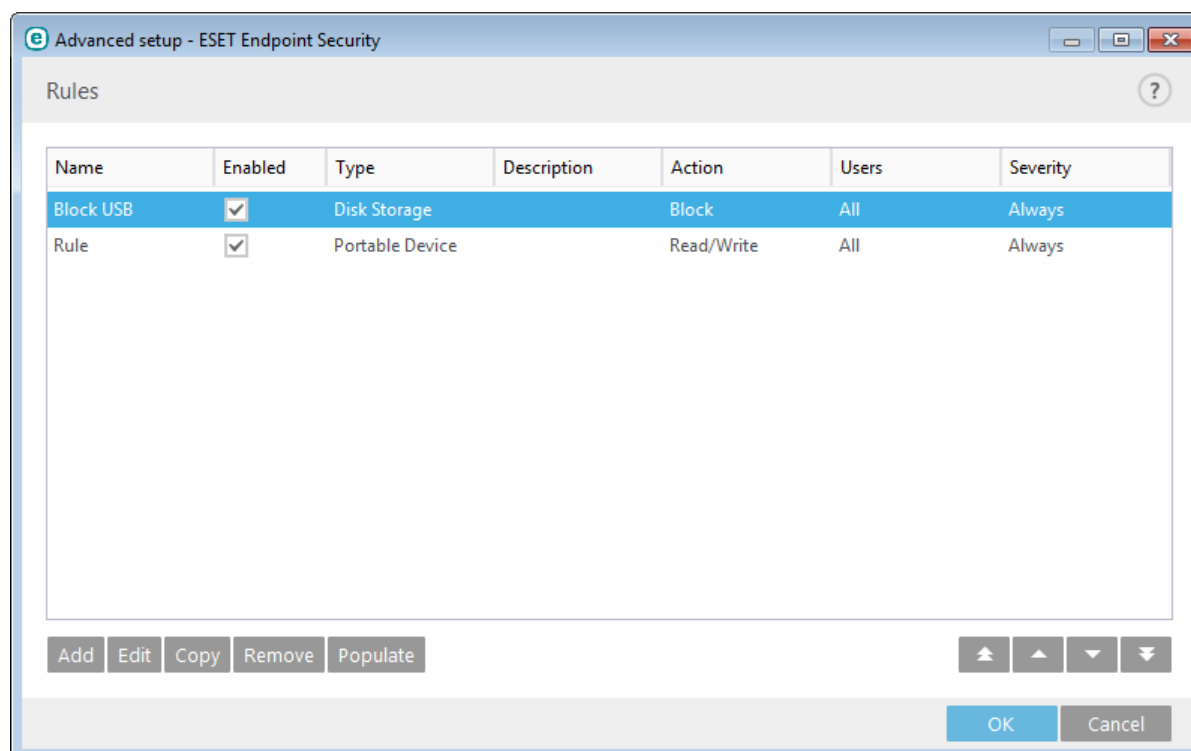 e Advanced setup - ESET Endpoint Security
Rules ?
Name Enabled Type Description Action Users Severity
Block USB Disk Storage Block All Always
Rule Portable Device Read/Write All Always
Add Edit Copy Remove Populate
OK Cancel